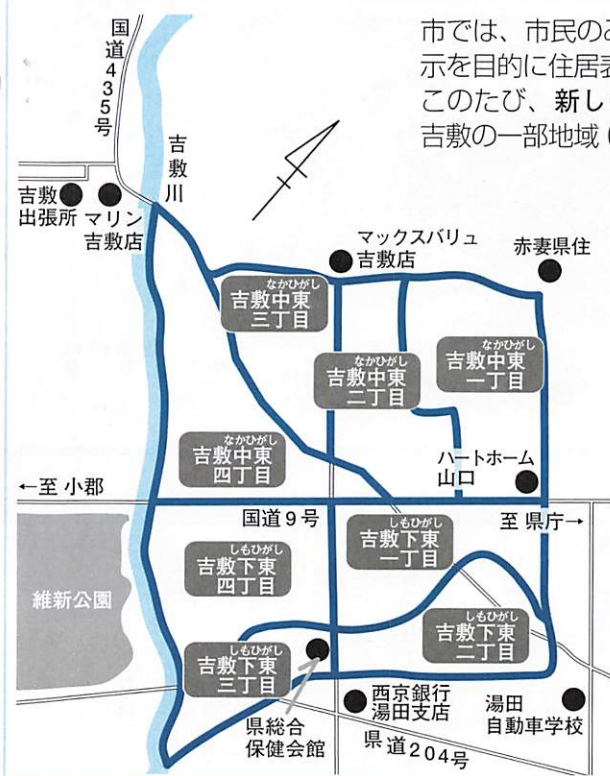 市では、市民のみ
示を目的に住居表
このたび、新し
吉敷の一部地域（
国道435号
吉敷川
吉敷
出張所
マリン
吉敷店
マックスバリュ
吉敷店
赤妻県住
なかひがし
吉敷中東
三丁目
なかひがし
吉敷中東
二丁目
なかひがし
吉敷中東
一丁目
なかひがし
吉敷中東
四丁目
ハートホーム
山口
←至 小郡
国道9号
至 県庁→
しもひがし
吉敷下東
一丁目
しもひがし
吉敷下東
四丁目
維新公園
しもひがし
吉敷下東
二丁目
しもひがし
吉敷下東
三丁目
県総合
保健会館
西京銀行
湯田支店
湯田
自動車学校
県道204号